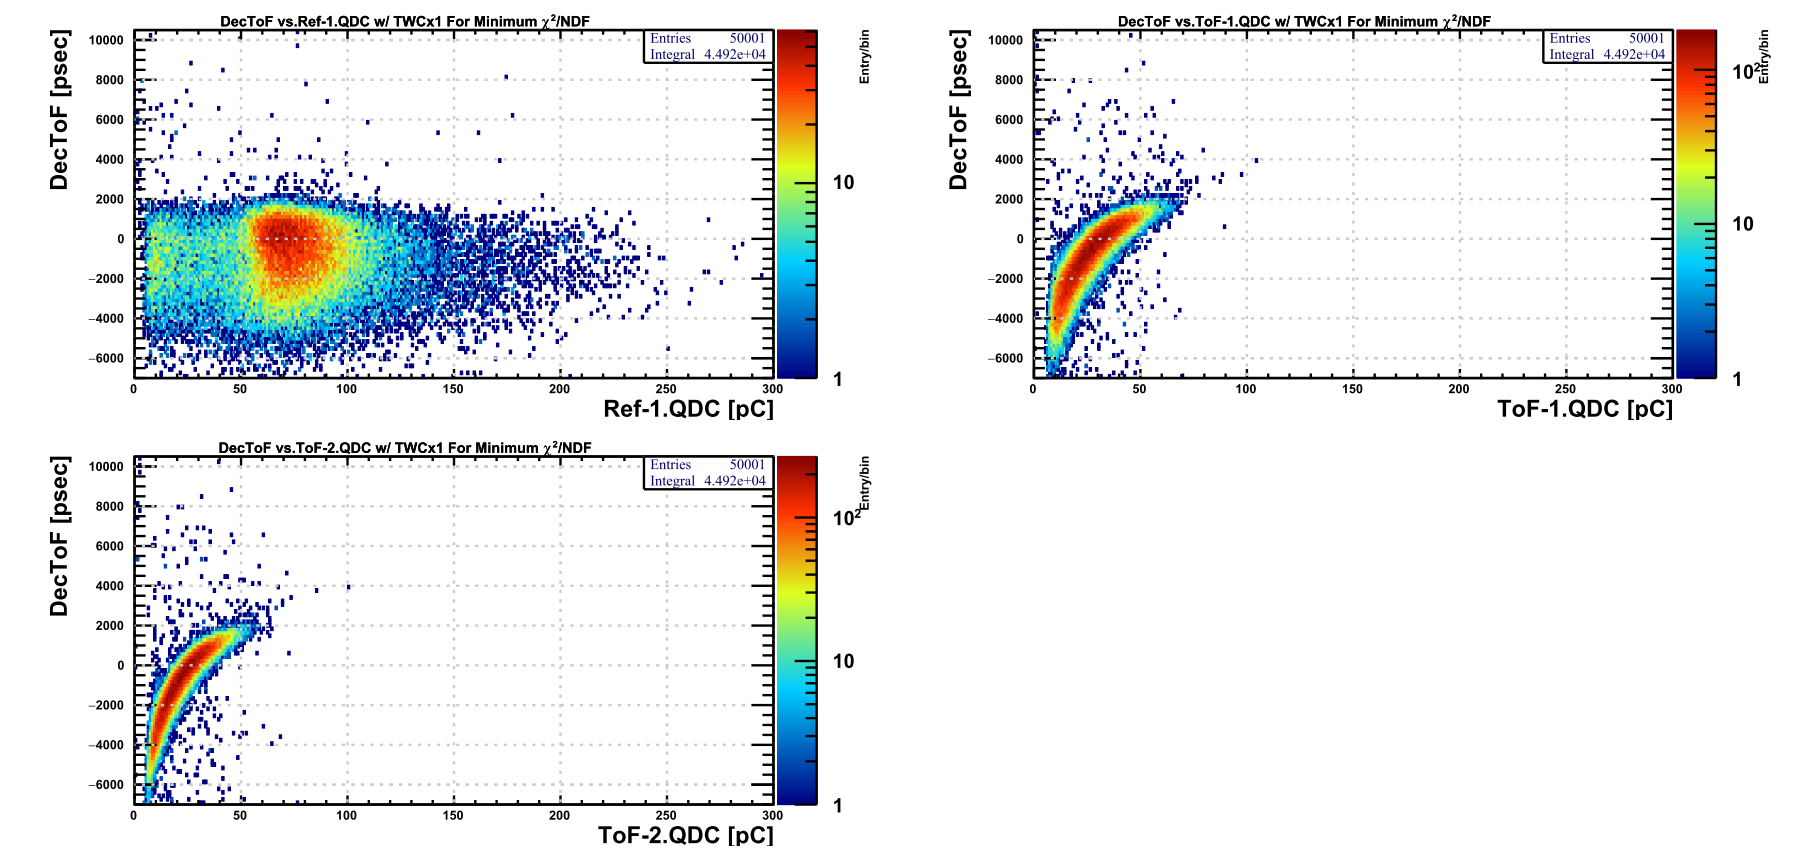 DecToF vs.Ref-1.QDC w/ TWCx1 For Minimum χ²/NDF
DecToF [psec]
10000
8000
6000
4000
2000
0
−2000
−4000
−6000
Entries 50001
Integral 4.492e+04
Entry/bin
10
1
0 50 100 150 200 250 300
Ref-1.QDC [pC]
DecToF vs.ToF-1.QDC w/ TWCx1 For Minimum χ²/NDF
DecToF [psec]
10000
8000
6000
4000
2000
0
−2000
−4000
−6000
Entries 50001
Integral 4.492e+04
Entry/bin
10²
10
1
0 50 100 150 200 250 300
ToF-1.QDC [pC]
DecToF vs.ToF-2.QDC w/ TWCx1 For Minimum χ²/NDF
DecToF [psec]
10000
8000
6000
4000
2000
0
−2000
−4000
−6000
Entries 50001
Integral 4.492e+04
Entry/bin
10²
10
1
0 50 100 150 200 250 300
ToF-2.QDC [pC]